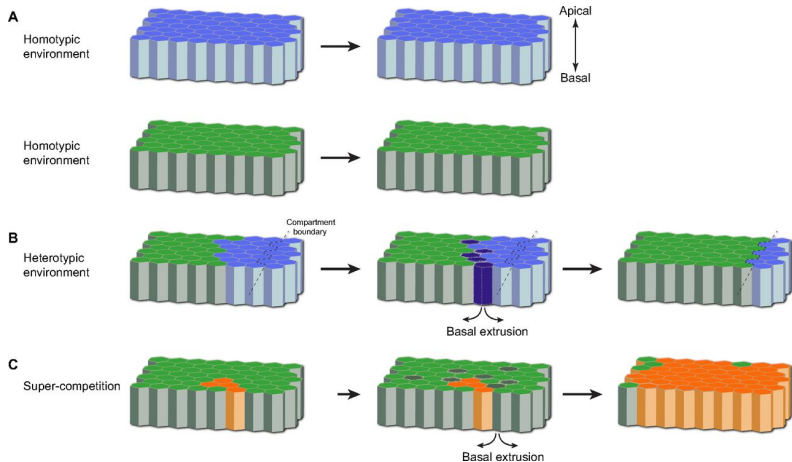 A
Homotypic
environment
Apical
Basal
Homotypic
environment
B
Heterotypic
environment
Compartment
boundary
Basal extrusion
C
Super-competition
Basal extrusion